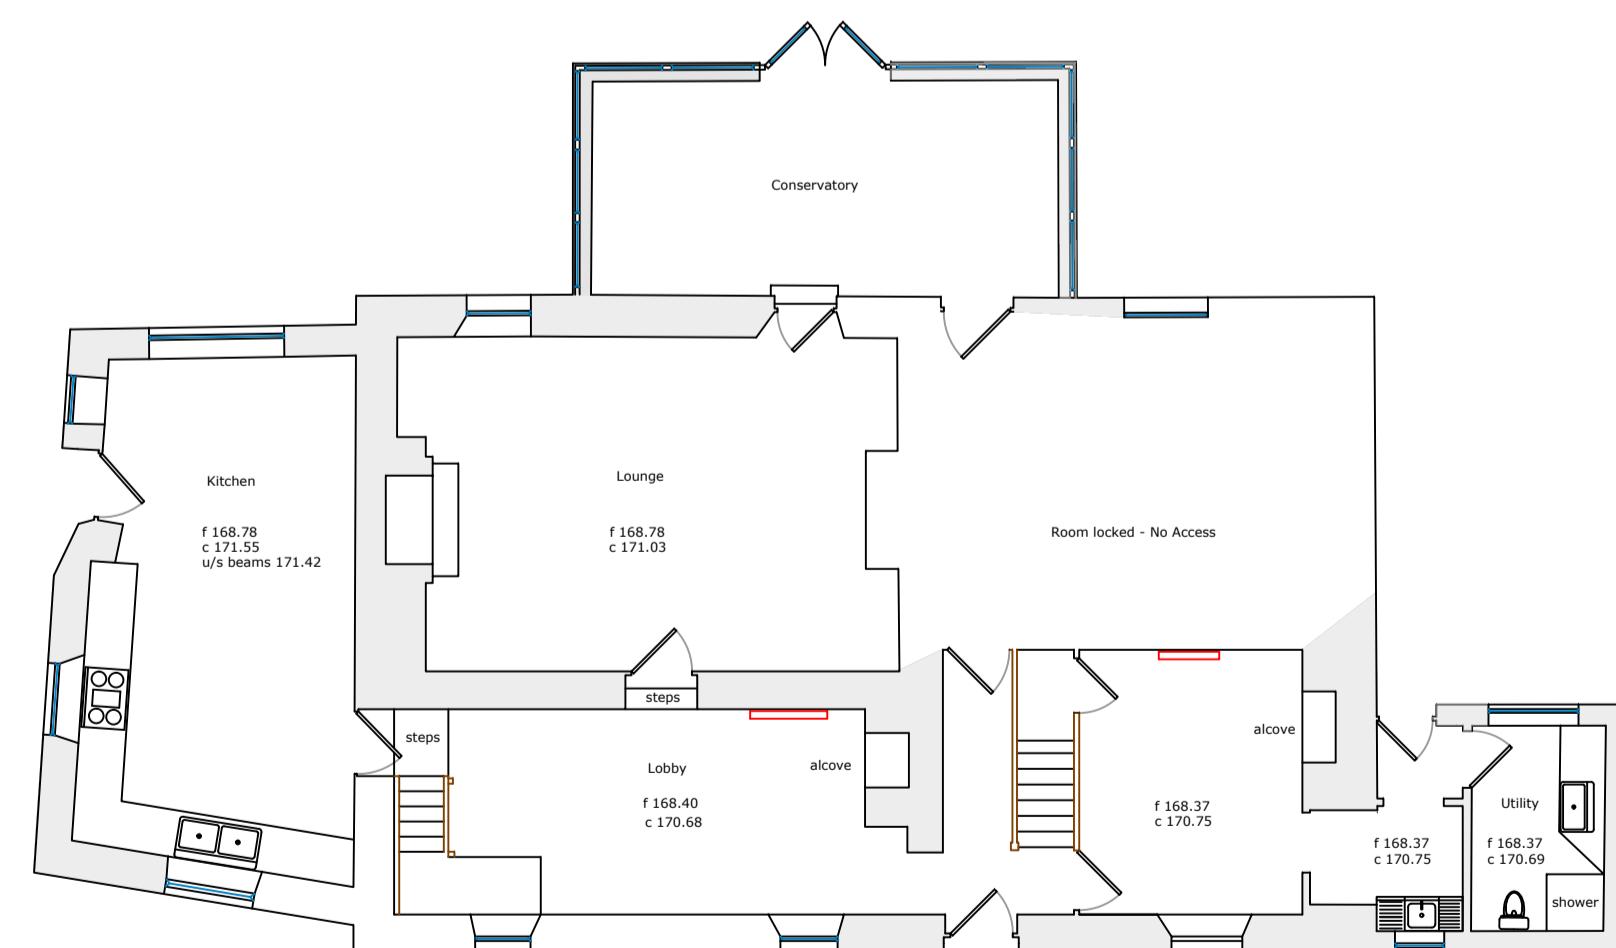 Conservatory
Kitchen
f 168.78
c 171.55
u/s beams 171.42
Lounge
f 168.78
c 171.03
Room locked - No Access
steps
steps
Lobby
f 168.40
c 170.68
alcove
alcove
f 168.37
c 170.75
f 168.37
c 170.75
Utility
f 168.37
c 170.69
shower